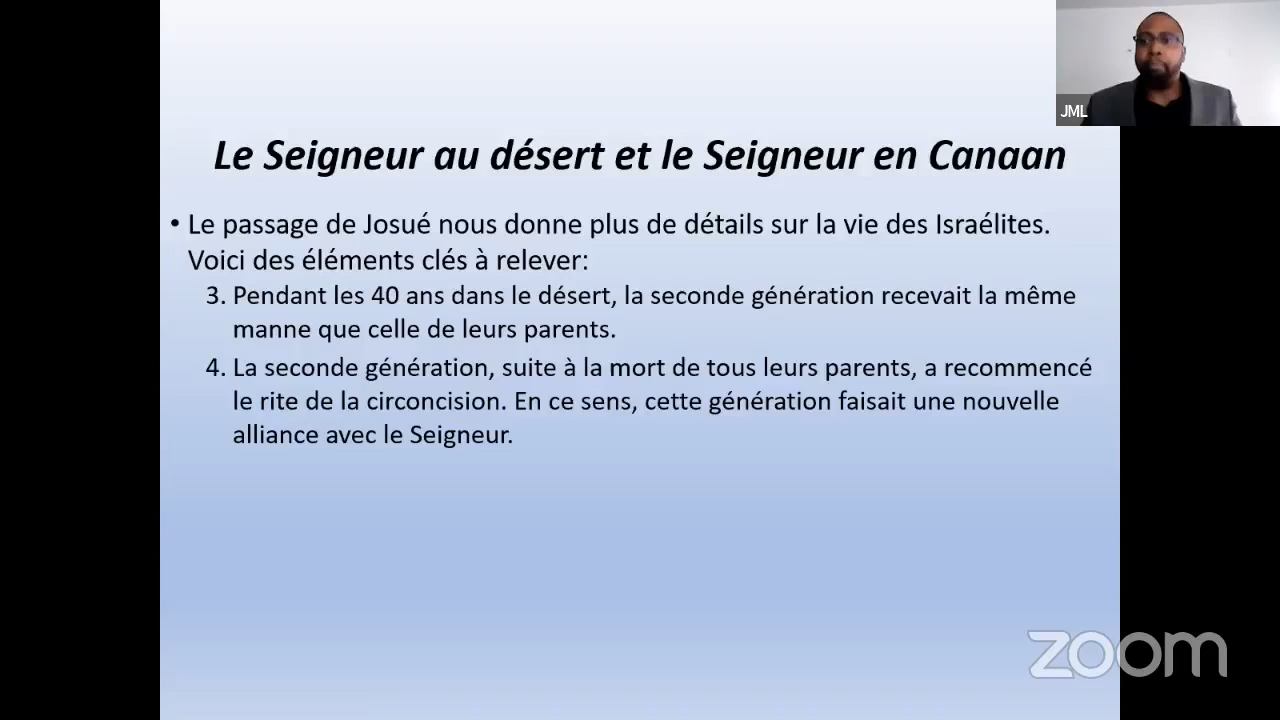 JML
Le Seigneur au désert et le Seigneur en Canaan
• Le passage de Josué nous donne plus de détails sur la vie des Israélites.
Voici des éléments clés à relever:
3. Pendant les 40 ans dans le désert, la seconde génération recevait la même
manne que celle de leurs parents.
4. La seconde génération, suite à la mort de tous leurs parents, a recommencé
le rite de la circoncision. En ce sens, cette génération faisait une nouvelle
alliance avec le Seigneur.
zoom